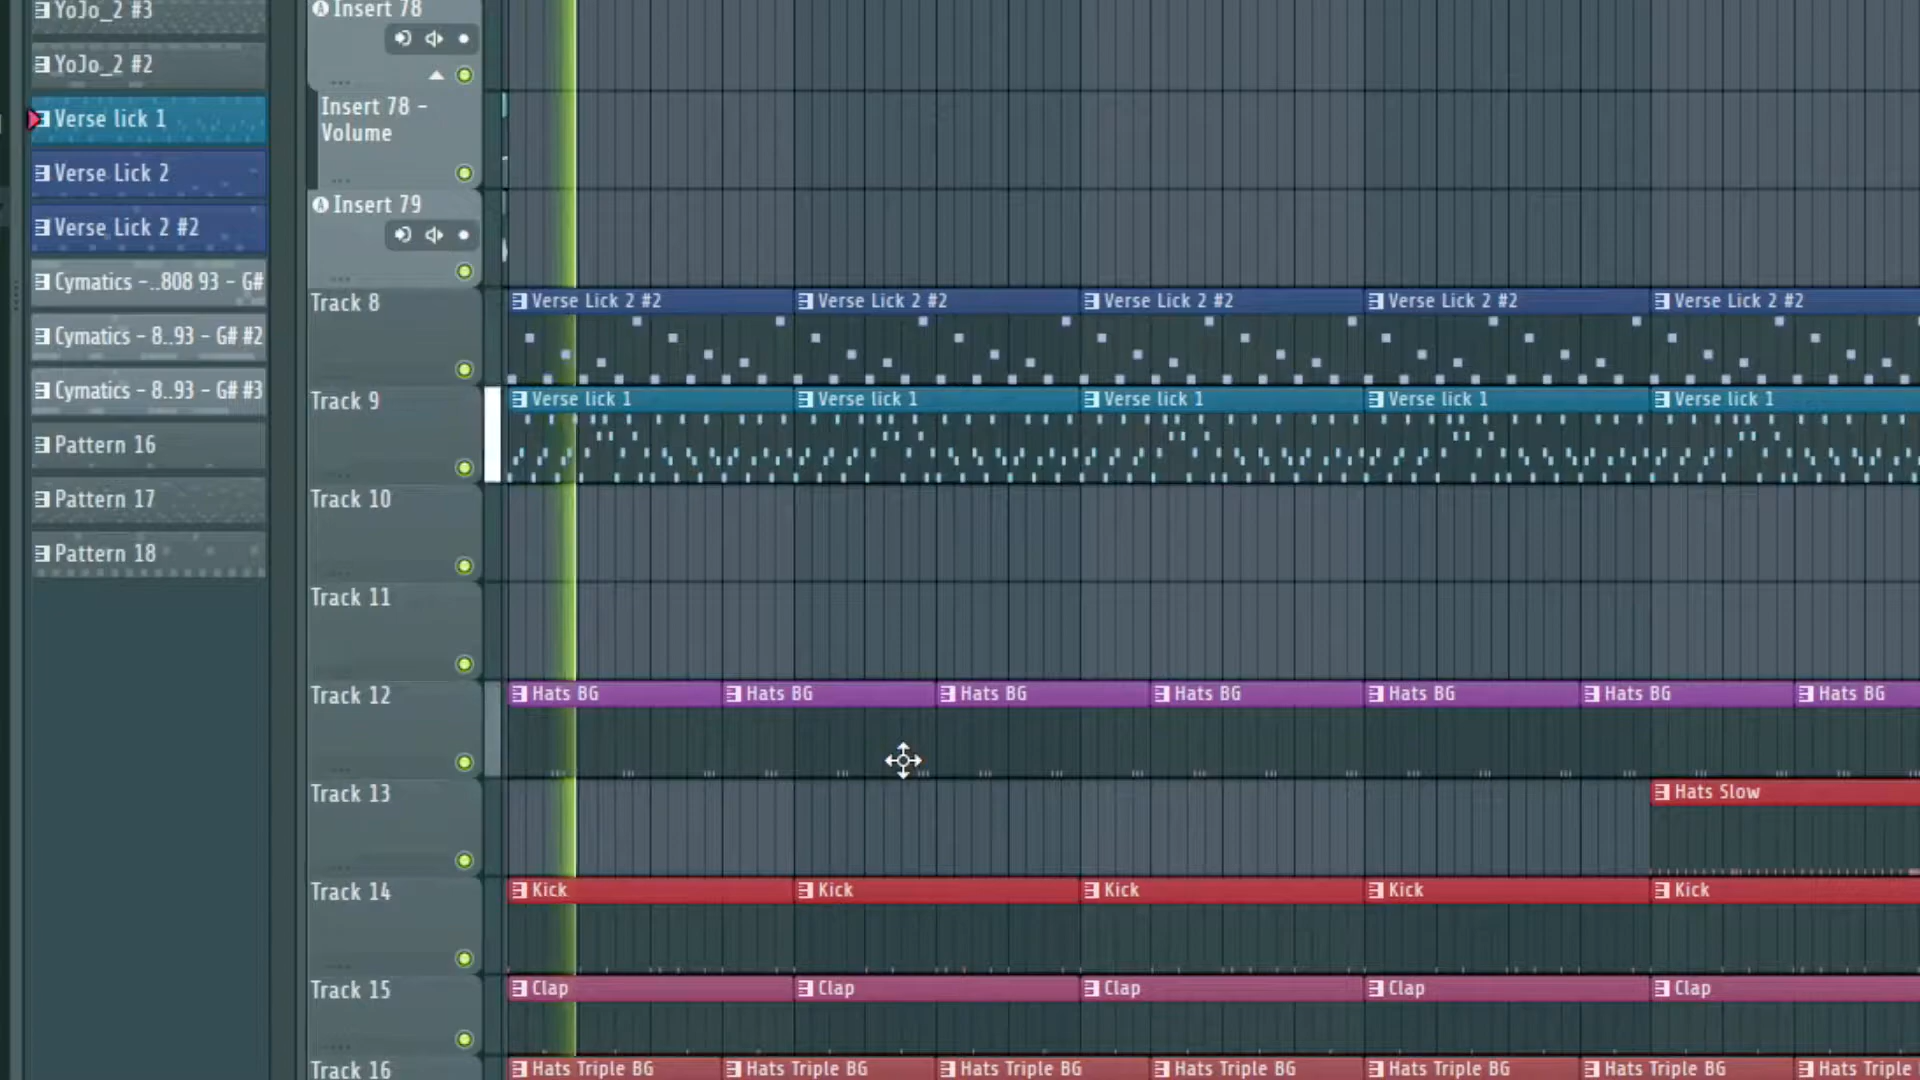 YoJo_2 #3
YoJo_2 #2
Verse lick 1
Verse Lick 2
Verse Lick 2 #2
Cymatics -..808 93 - G#
Cymatics - 8..93 - G# #2
Cymatics - 8..93 - G# #3
Pattern 16
Pattern 17
Pattern 18
Insert 78
Insert 78 -
Volume
Insert 79
Track 8
Verse Lick 2 #2 Verse Lick 2 #2 Verse Lick 2 #2 Verse Lick 2 #2 Verse Lick 2 #2
Track 9
Verse lick 1 Verse lick 1 Verse lick 1 Verse lick 1 Verse lick 1
Track 10
Track 11
Track 12
Hats BG Hats BG Hats BG Hats BG Hats BG Hats BG Hats BG
Track 13
Hats Slow
Track 14
Kick Kick Kick Kick Kick
Track 15
Clap Clap Clap Clap Clap
Track 16
Hats Triple BG Hats Triple BG Hats Triple BG Hats Triple BG Hats Triple BG Hats Triple BG Hats Triple